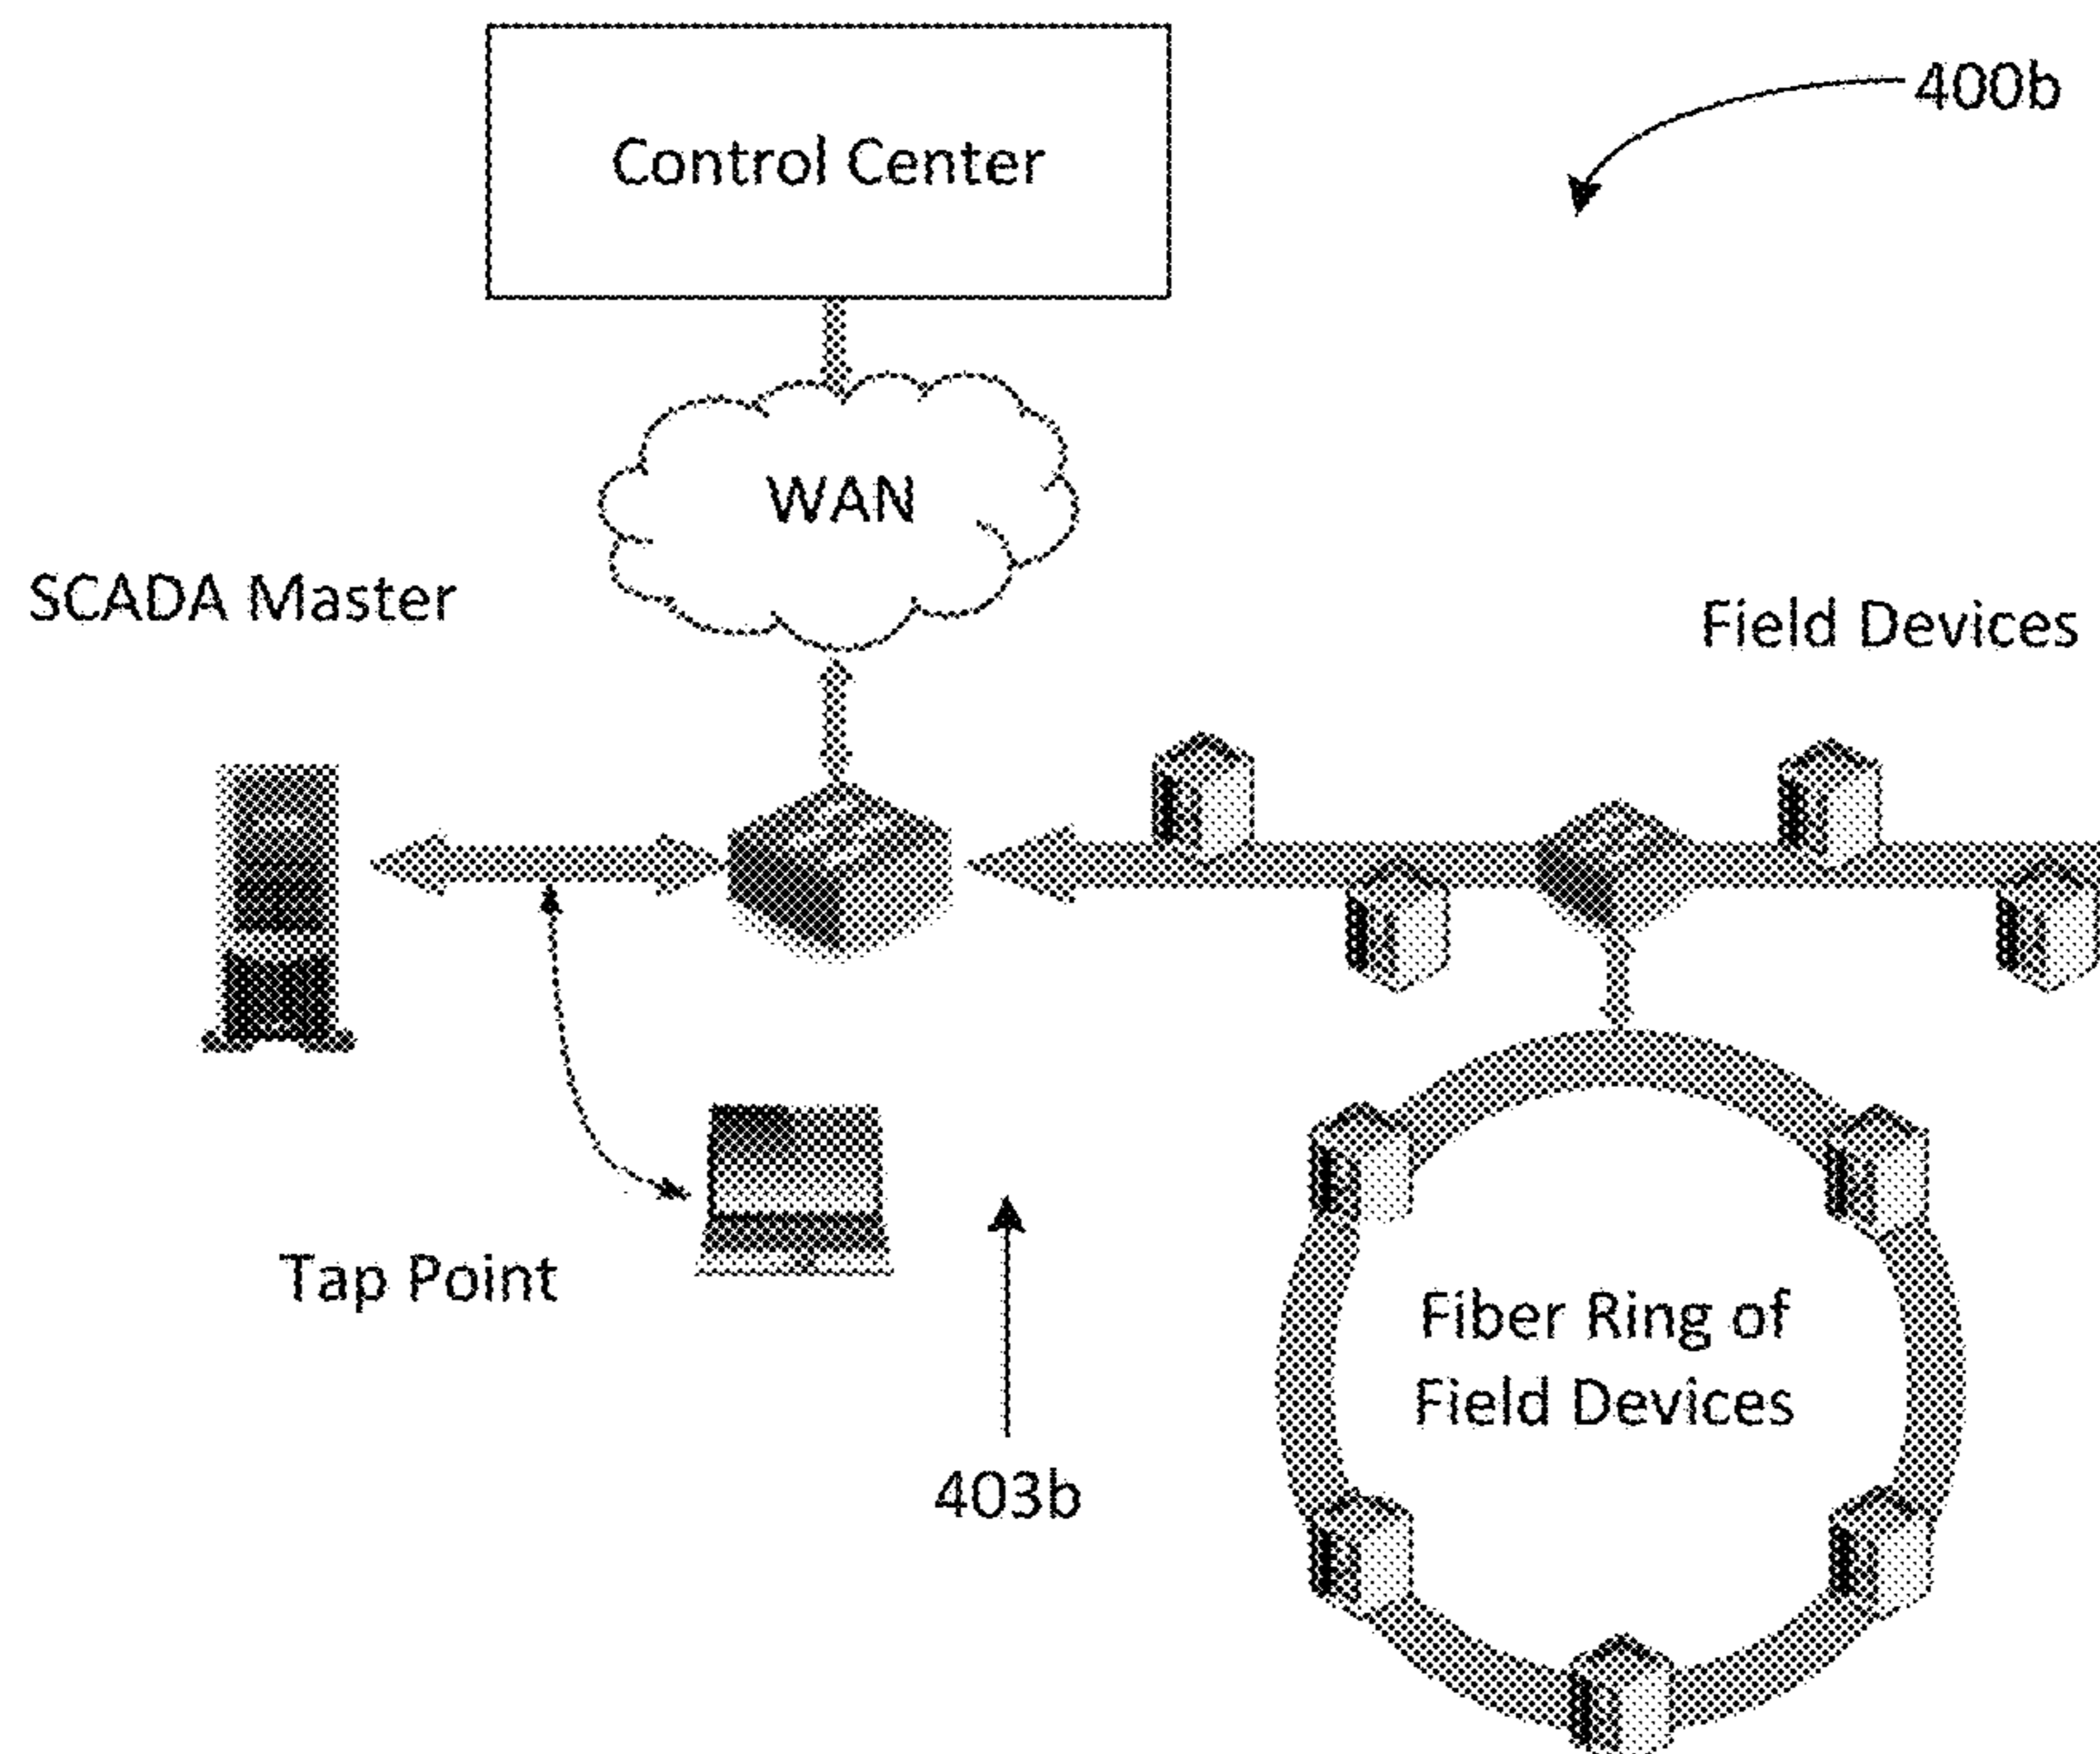 400b
Control Center
WAN
SCADA Master
Field Devices
Tap Point
Fiber Ring of
Field Devices
403b